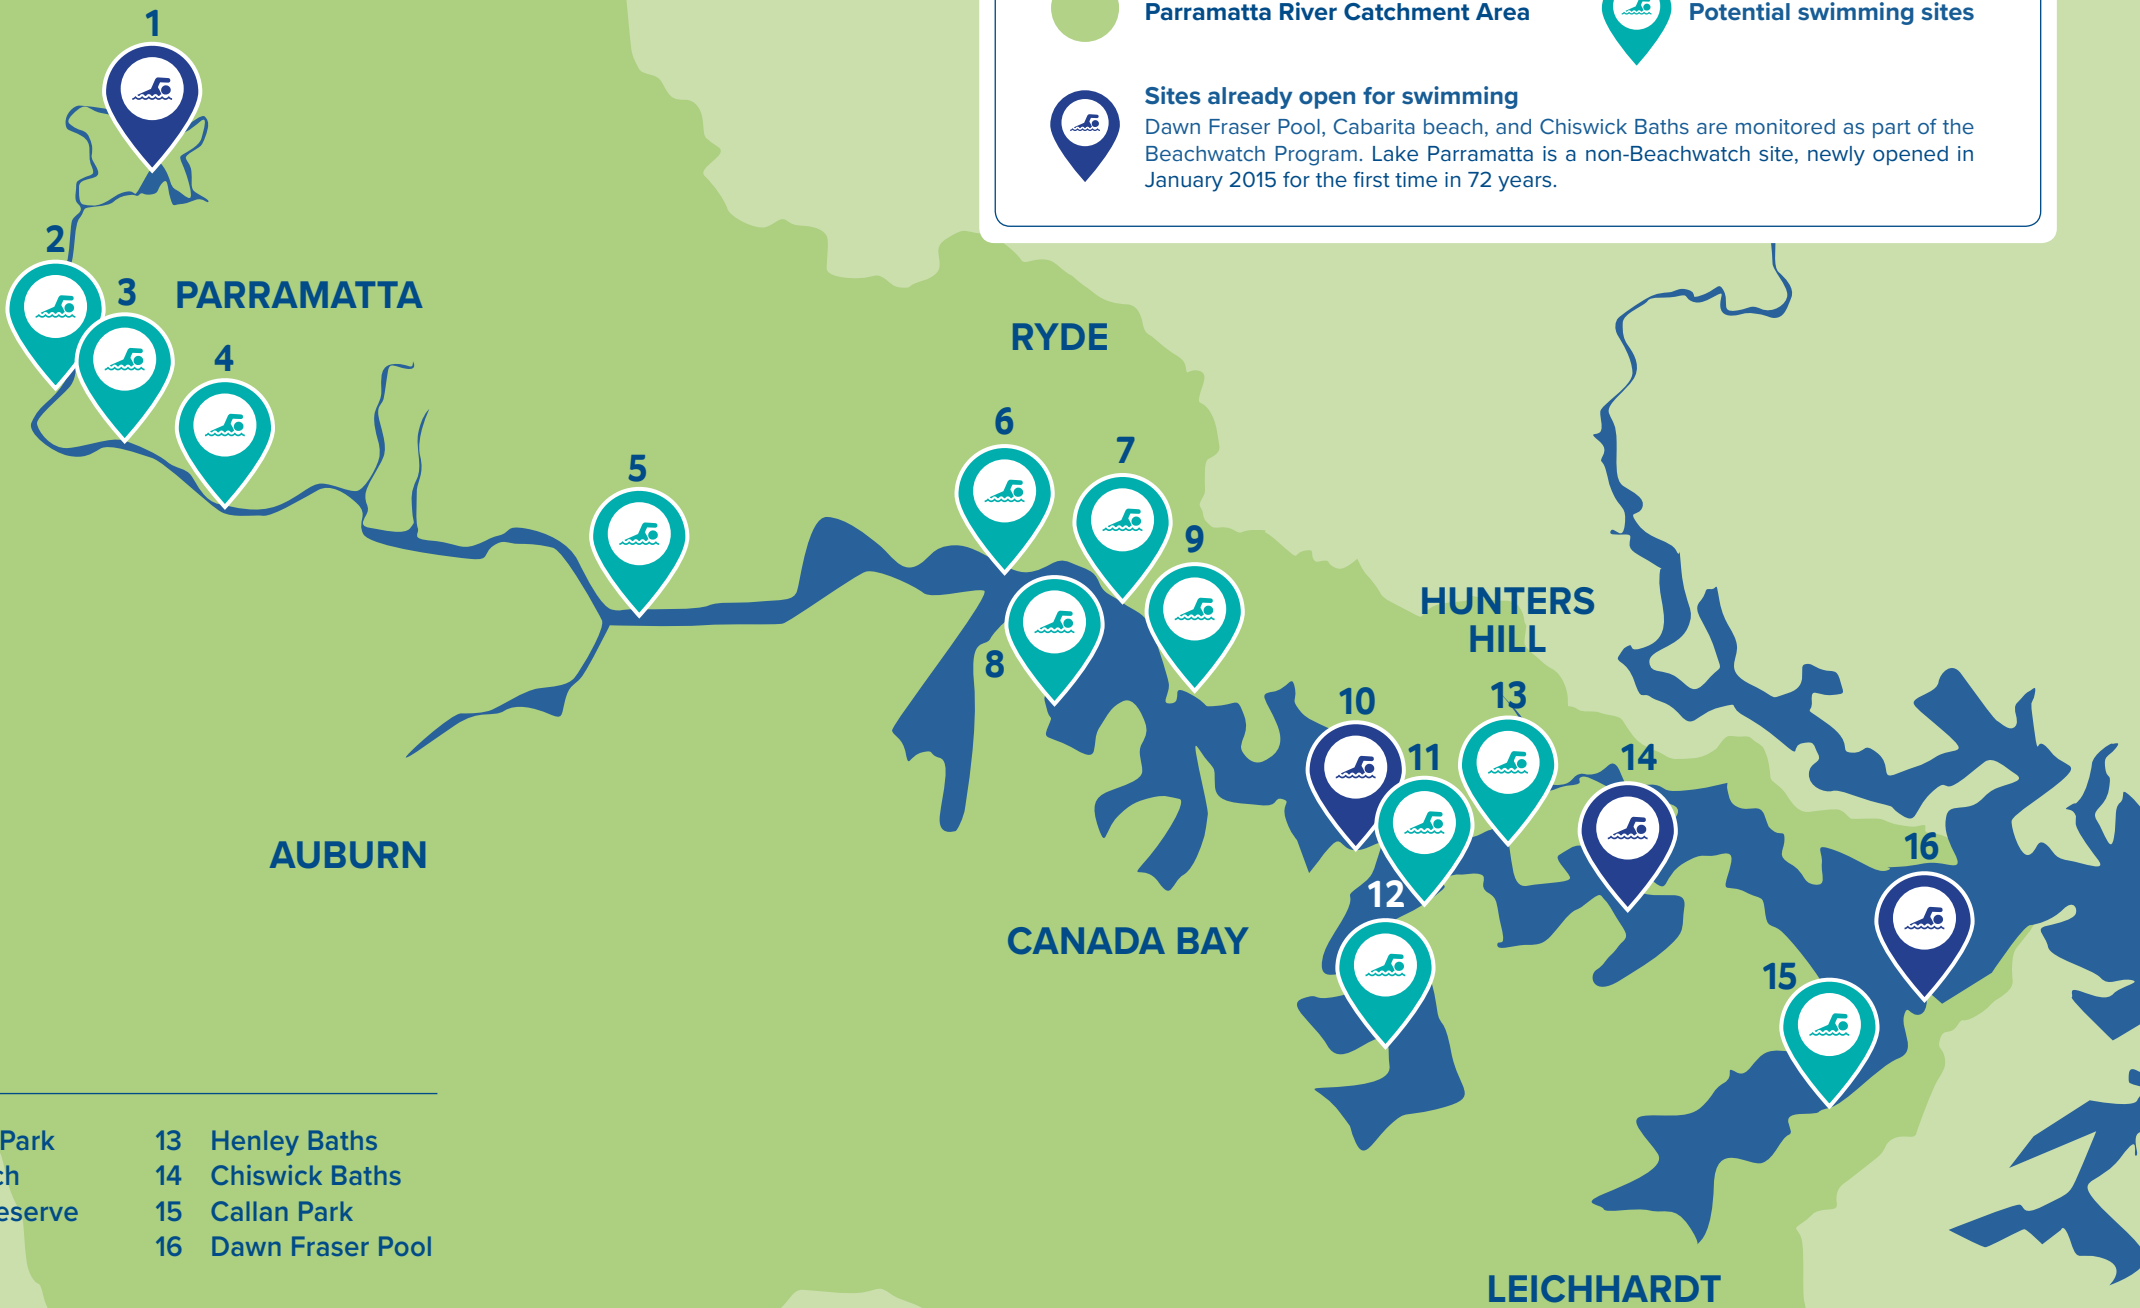 Parramatta River Catchment Area
Potential swimming sites
Sites already open for swimming
Dawn Fraser Pool, Cabarita beach, and Chiswick Baths are monitored as part of the
Beachwatch Program. Lake Parramatta is a non-Beachwatch site, newly opened in
January 2015 for the first time in 72 years.
1
2
3
PARRAMATTA
4
RYDE
5
6
7
8
9
HUNTERS
HILL
10
11
12
13
14
AUBURN
CANADA BAY
15
16
LEICHHARDT
Park
13 Henley Baths
14 Chiswick Baths
15 Callan Park
16 Dawn Fraser Pool